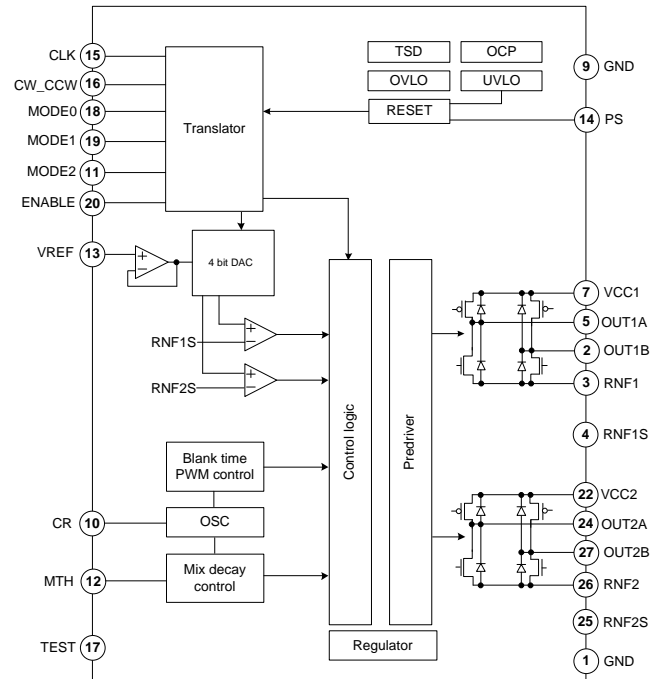 CLK 15
CW_CCW 16
MODE0 18
MODE1 19
MODE2 11
ENABLE 20
VREF 13
Translator
TSD
OCP
OVLO
UVLO
RESET
9 GND
14 PS
+
−
4 bit DAC
RNF1S
+
−
RNF2S
+
−
Blank time
PWM control
CR 10
OSC
MTH 12
Mix decay
control
TEST 17
Control logic
Predriver
Regulator
7 VCC1
5 OUT1A
2 OUT1B
3 RNF1
4 RNF1S
22 VCC2
24 OUT2A
27 OUT2B
26 RNF2
25 RNF2S
1 GND